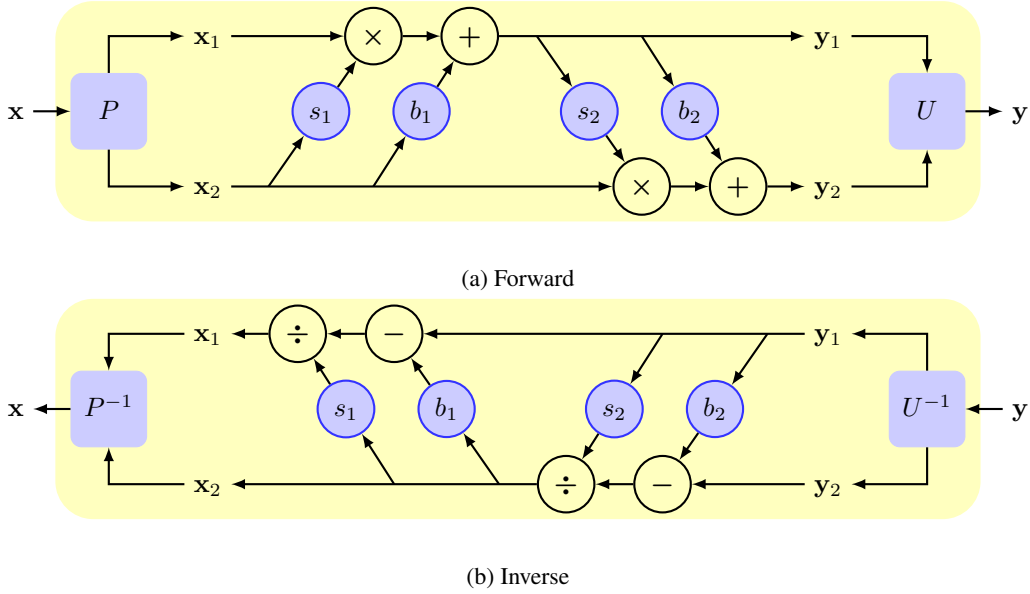 x₁ × + y₁
x P s₁ b₁ s₂ b₂ U y
x₂ × + y₂
(a) Forward
x₁ ÷ − y₁
x P⁻¹ s₁ b₁ s₂ b₂ U⁻¹ y
x₂ ÷ − y₂
(b) Inverse